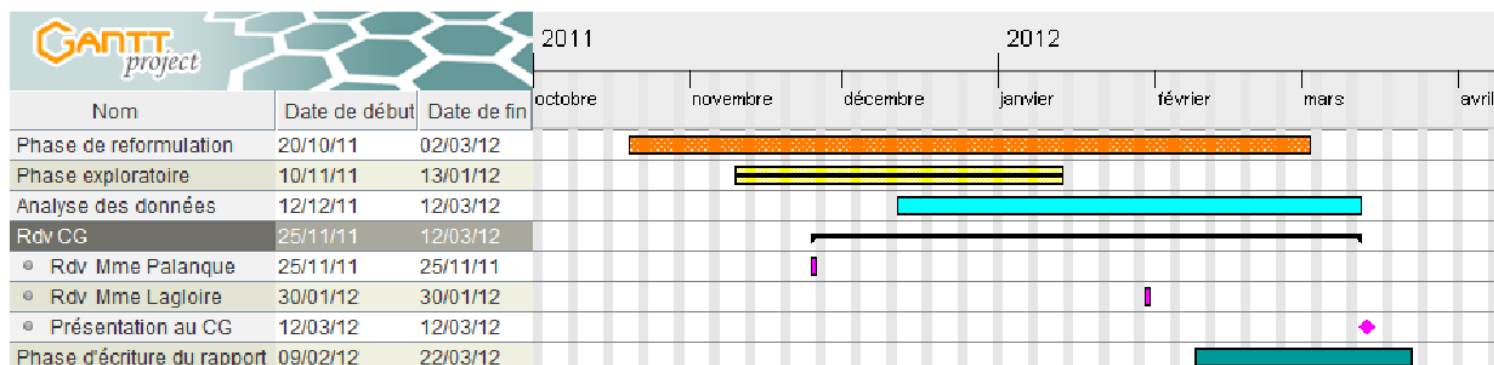 GANTT project
2011 2012
octobre novembre décembre janvier février mars avril
Nom Date de début Date de fin
Phase de reformulation 20/10/11 02/03/12
Phase exploratoire 10/11/11 13/01/12
Analyse des données 12/12/11 12/03/12
Rdv CG 25/11/11 12/03/12
Rdv Mme Palanque 25/11/11 25/11/11
Rdv Mme Lagloire 30/01/12 30/01/12
Présentation au CG 12/03/12 12/03/12
Phase d'écriture du rapport 09/02/12 22/03/12